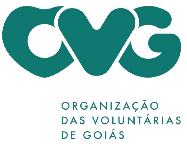 OVG
ORGANIZAÇÃO
DAS VOLUNTÁRIAS
DE GOIÁS